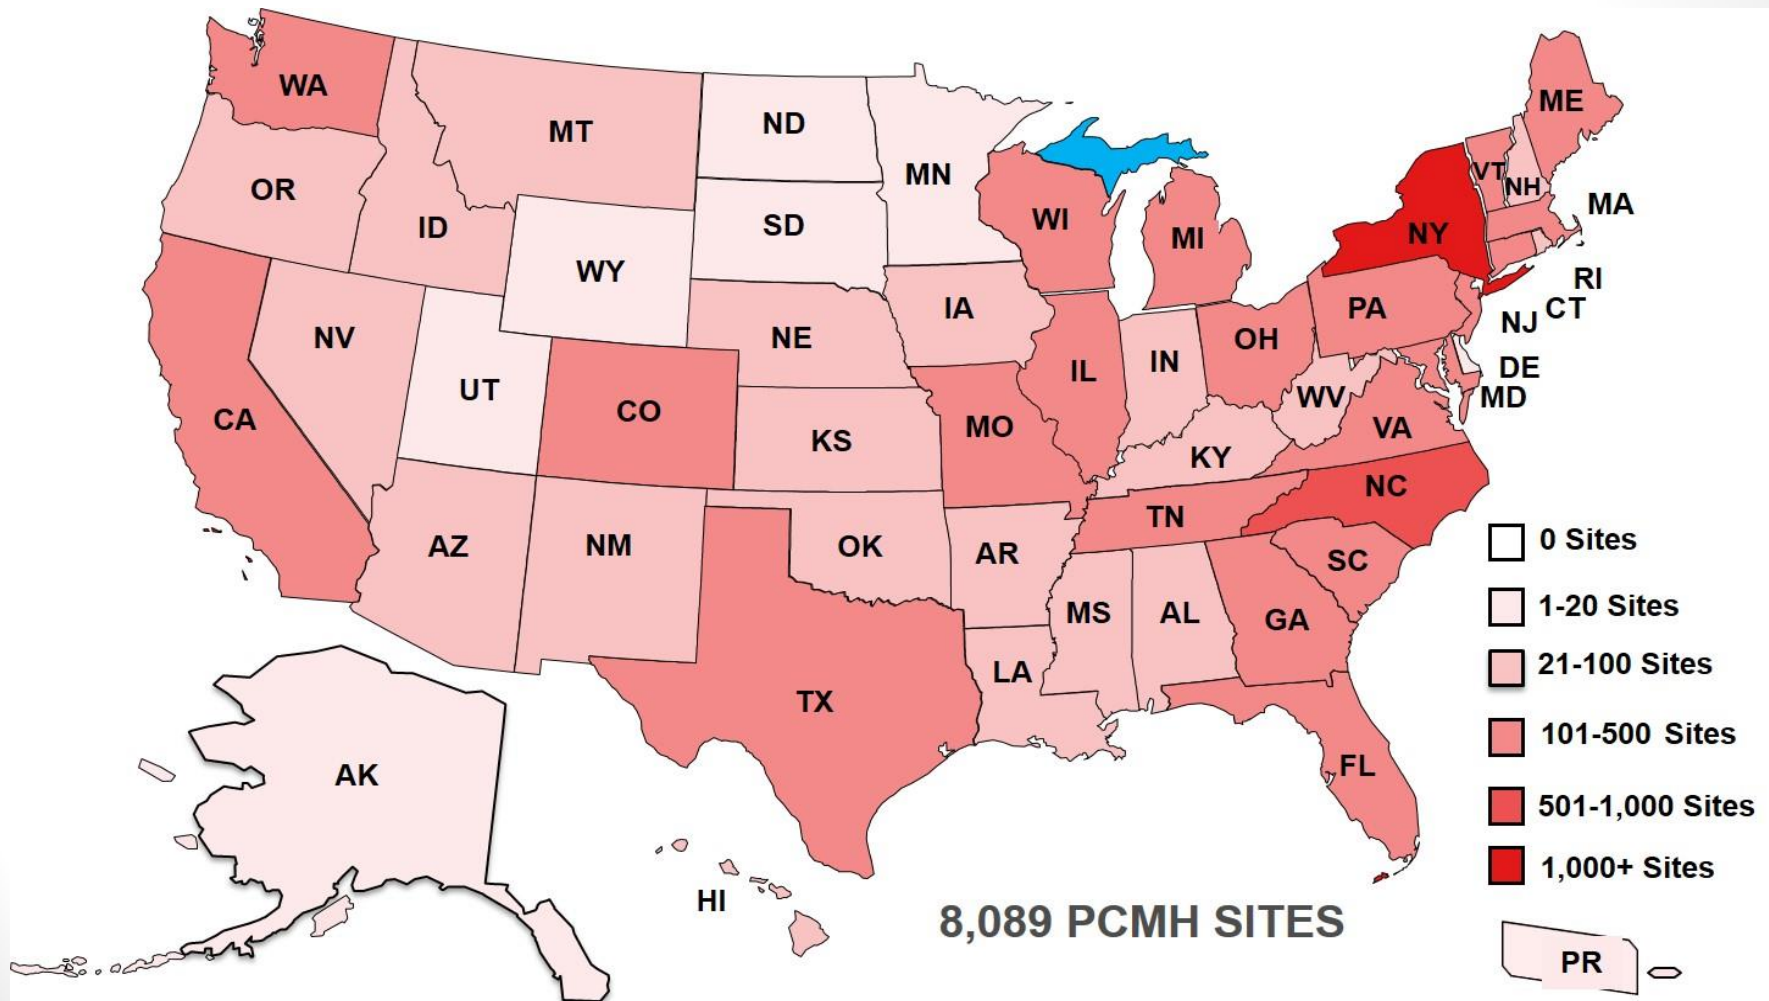 WA
MT
ND
MN
OR
ID
SD
WY
WI
MI
NY
VT
NH
ME
MA
RI
CT
NJ
PA
DE
MD
IA
NE
NV
UT
CO
CA
KS
MO
IL
IN
OH
WV
VA
KY
NC
TN
SC
AZ
NM
OK
AR
MS
AL
GA
LA
TX
FL
AK
HI
0 Sites
1-20 Sites
21-100 Sites
101-500 Sites
501-1,000 Sites
1,000+ Sites
8,089 PCMH SITES
PR